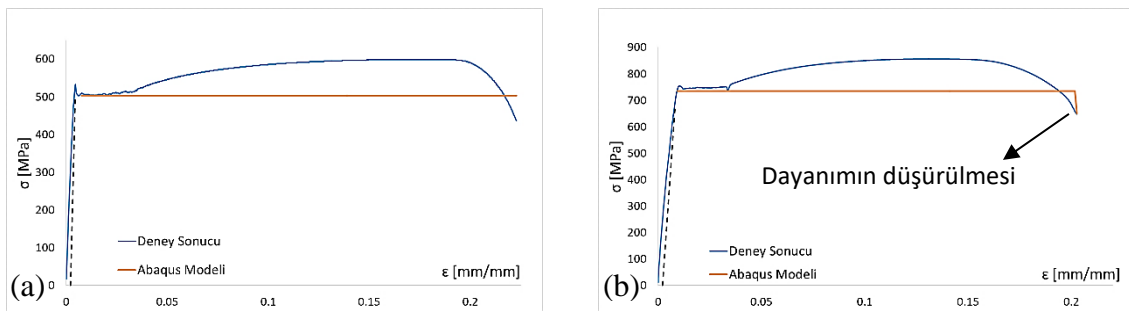 600
500
400
300
200
100
0
σ [MPa]
0
0.05
0.1
0.15
0.2
ε [mm/mm]
Deney Sonucu
Abaqus Modeli
(a)
900
800
700
600
500
400
300
200
100
0
σ [MPa]
0
0.05
0.1
0.15
0.2
ε [mm/mm]
Dayanımın düşürülmesi
Deney Sonucu
Abaqus Modeli
(b)